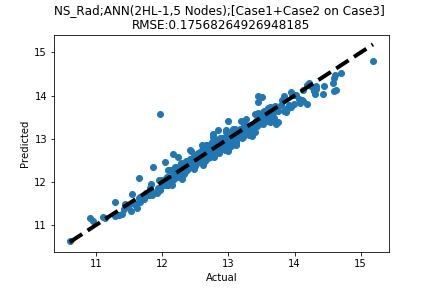 NS_Rad;ANN(2HL-1,5 Nodes);[Case1+Case2 on Case3]
RMSE:0.17568264926948185
15
14
13
12
11
Predicted
11 12 13 14 15
Actual